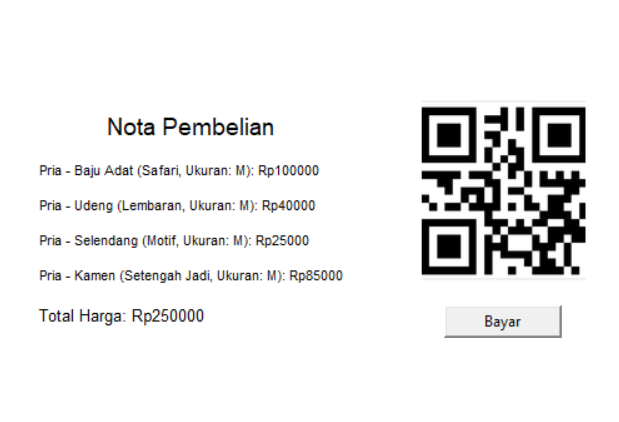 Nota Pembelian
Pria - Baju Adat (Safari, Ukuran: M): Rp100000
Pria - Udeng (Lembaran, Ukuran: M): Rp40000
Pria - Selendang (Motif, Ukuran: M): Rp25000
Pria - Kamen (Setengah Jadi, Ukuran: M): Rp85000
Total Harga: Rp250000
Bayar